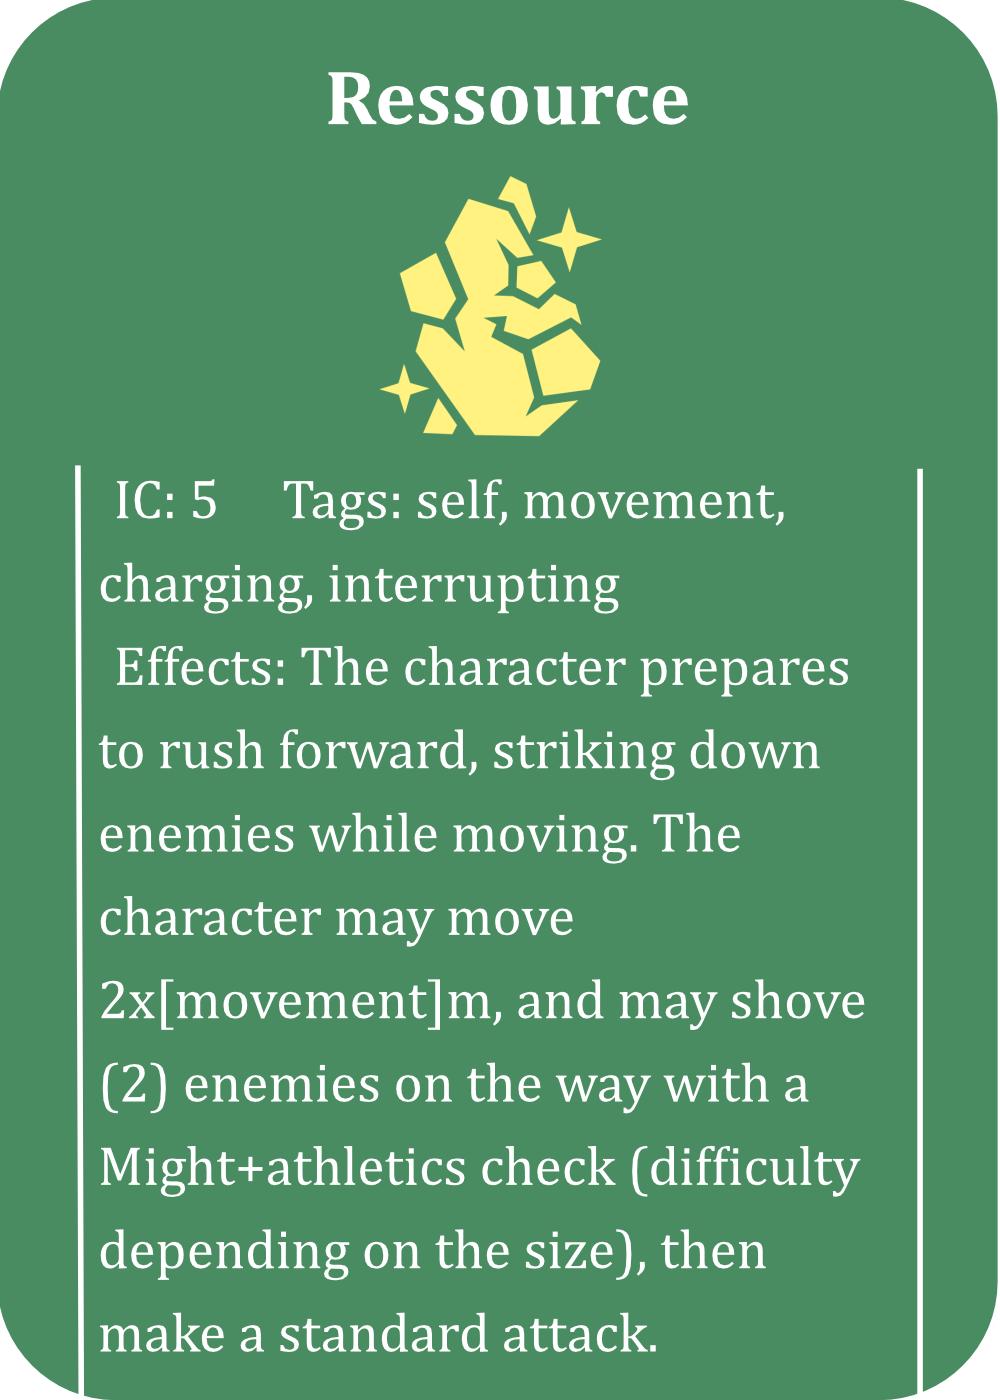 Ressource
IC: 5 Tags: self, movement,
charging, interrupting
Effects: The character prepares
to rush forward, striking down
enemies while moving. The
character may move
2x[movement]m, and may shove
(2) enemies on the way with a
Might+athletics check (difficulty
depending on the size), then
make a standard attack.